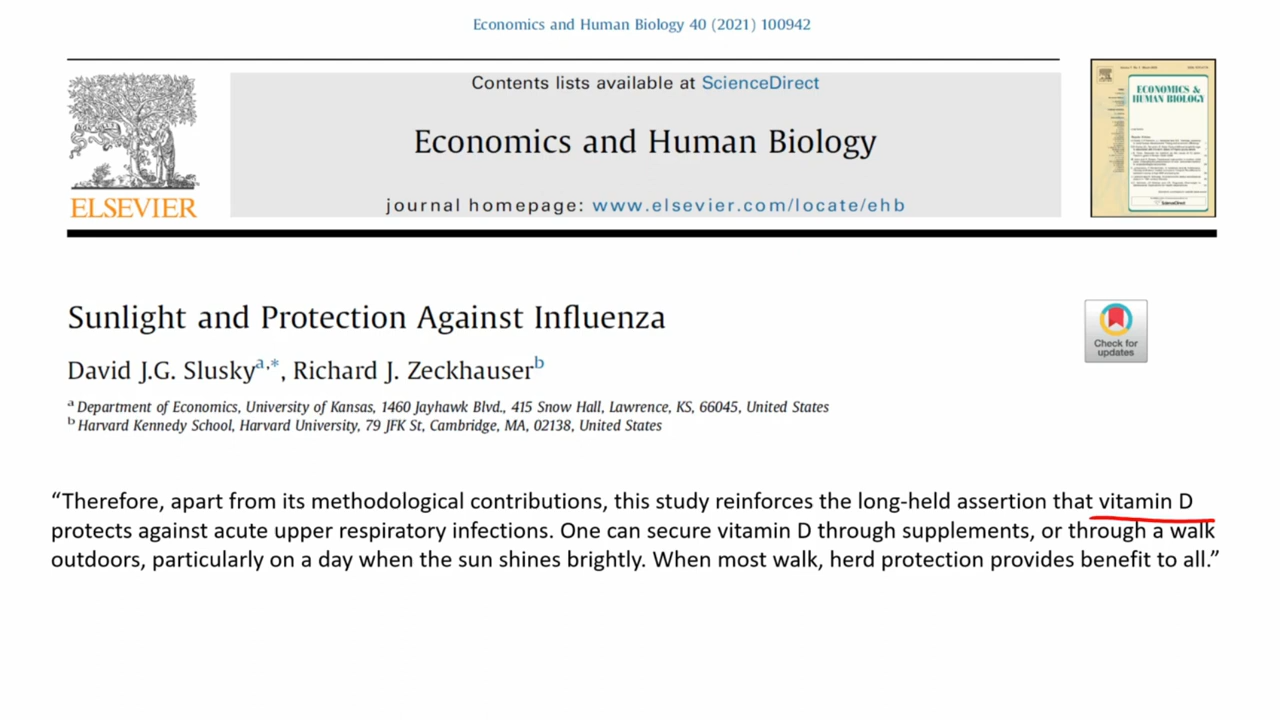 Economics and Human Biology 40 (2021) 100942
Contents lists available at ScienceDirect
Economics and Human Biology
journal homepage: www.elsevier.com/locate/ehb
ELSEVIER
ECONOMICS &
HUMAN BIOLOGY
Sunlight and Protection Against Influenza
Check for
updates
David J.G. Slusky a,*, Richard J. Zeckhauser b
a Department of Economics, University of Kansas, 1460 Jayhawk Blvd., 415 Snow Hall, Lawrence, KS, 66045, United States
b Harvard Kennedy School, Harvard University, 79 JFK St, Cambridge, MA, 02138, United States
“Therefore, apart from its methodological contributions, this study reinforces the long-held assertion that vitamin D
protects against acute upper respiratory infections. One can secure vitamin D through supplements, or through a walk
outdoors, particularly on a day when the sun shines brightly. When most walk, herd protection provides benefit to all.”